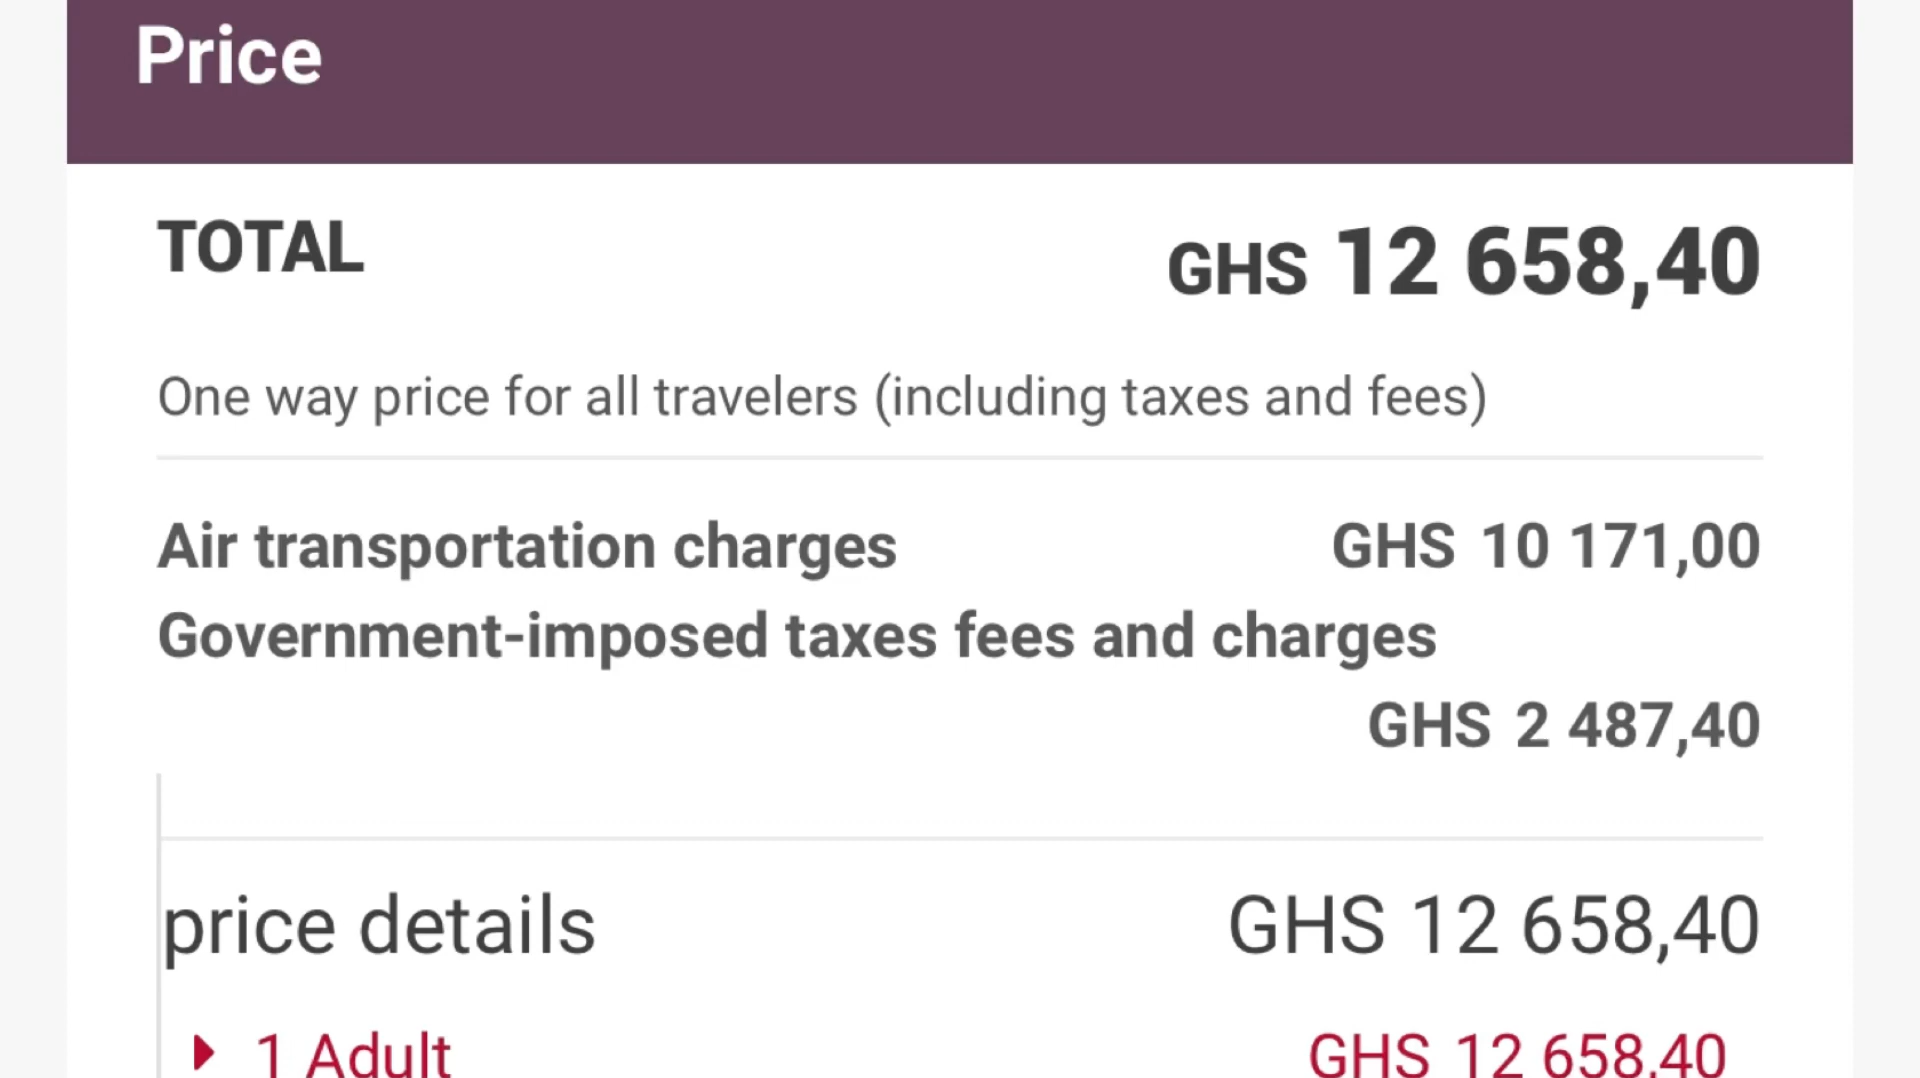 Price
TOTAL GHS 12 658,40
One way price for all travelers (including taxes and fees)
Air transportation charges GHS 10 171,00
Government-imposed taxes fees and charges
GHS 2 487,40
price details GHS 12 658,40
1 Adult GHS 12 658,40